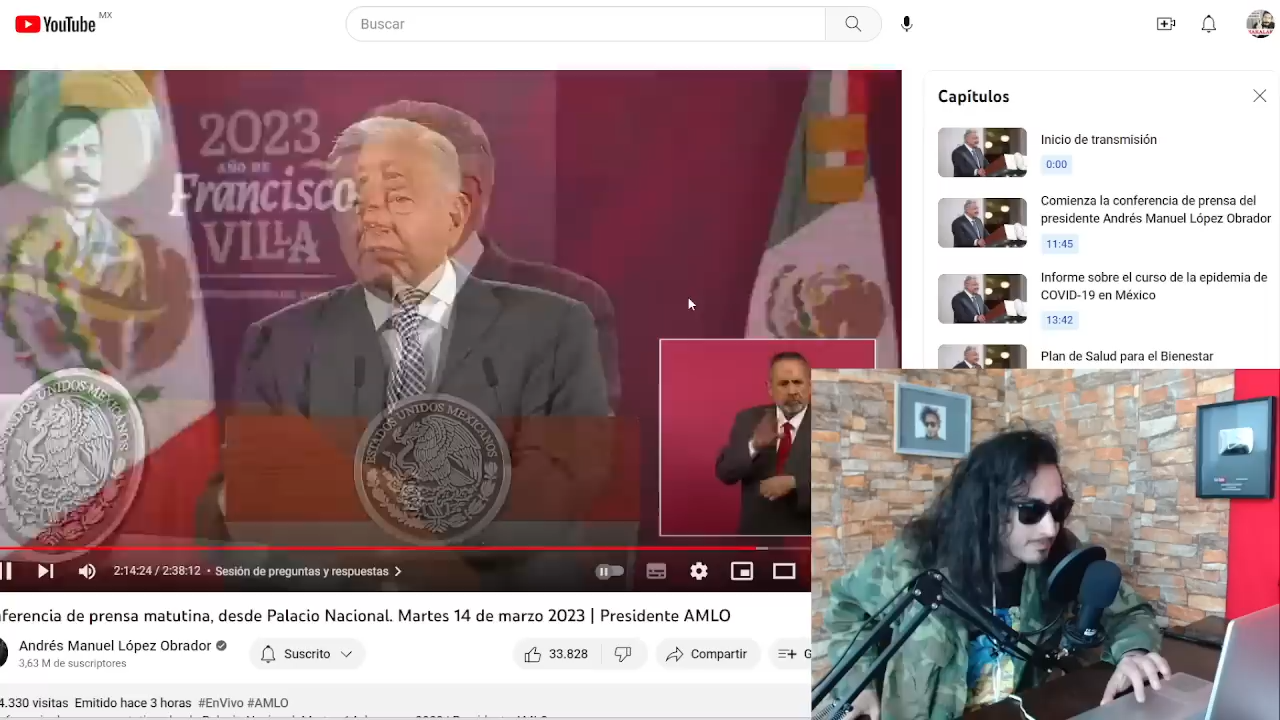 YouTube MX
Buscar
2023
AÑO DE
Francisco
VILLA
ESTADOS UNIDOS MEXICANOS
UNIDOS MEXICANOS
2:14:24 / 2:38:12 • Sesión de preguntas y respuestas
nferencia de prensa matutina, desde Palacio Nacional. Martes 14 de marzo 2023 | Presidente AMLO
Andrés Manuel López Obrador
3,63 M de suscriptores
Suscrito
33.828
Compartir
G
4.330 visitas Emitido hace 3 horas #EnVivo #AMLO
Capítulos
Inicio de transmisión
0:00
Comienza la conferencia de prensa del
presidente Andrés Manuel López Obrador
11:45
Informe sobre el curso de la epidemia de
COVID-19 en México
13:42
Plan de Salud para el Bienestar